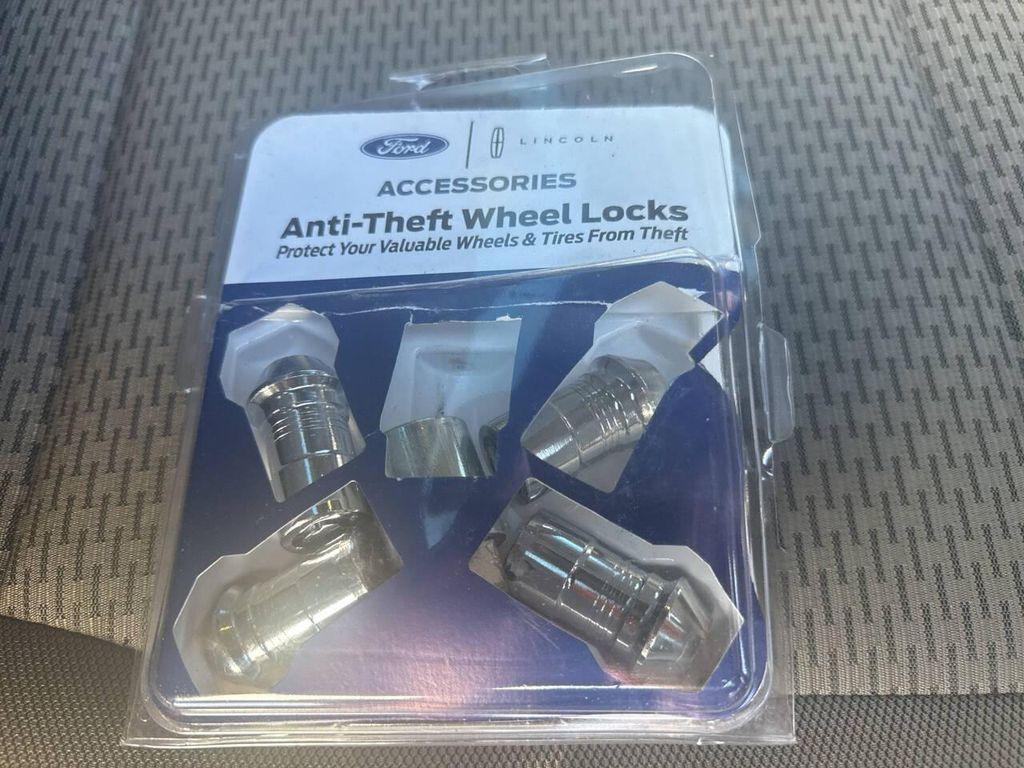 Ford LINCOLN
ACCESSORIES
Anti-Theft Wheel Locks
Protect Your Valuable Wheels & Tires From Theft